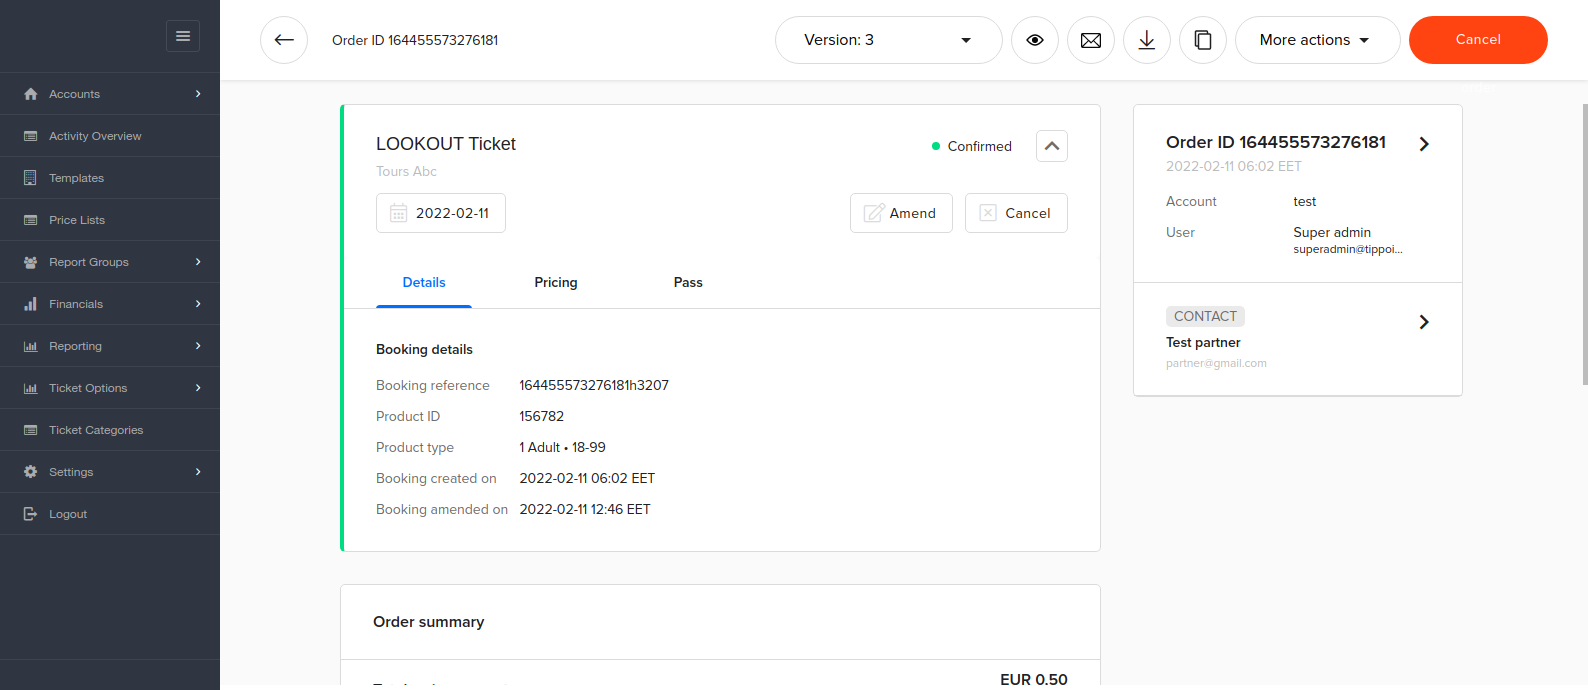 Order ID 164455573276181
Version: 3
More actions
Cancel
Accounts
Activity Overview
Templates
Price Lists
Report Groups
Financials
Reporting
Ticket Options
Ticket Categories
Settings
Logout
LOOKOUT Ticket
Confirmed
Tours Abc
2022-02-11
Amend
Cancel
Details
Pricing
Pass
Booking details
Booking reference 164455573276181h3207
Product ID 156782
Product type 1 Adult • 18-99
Booking created on 2022-02-11 06:02 EET
Booking amended on 2022-02-11 12:46 EET
Order summary
EUR 0.50
Order ID 164455573276181
2022-02-11 06:02 EET
Account test
User Super admin
superadmin@tippoi...
CONTACT
Test partner
partner@gmail.com